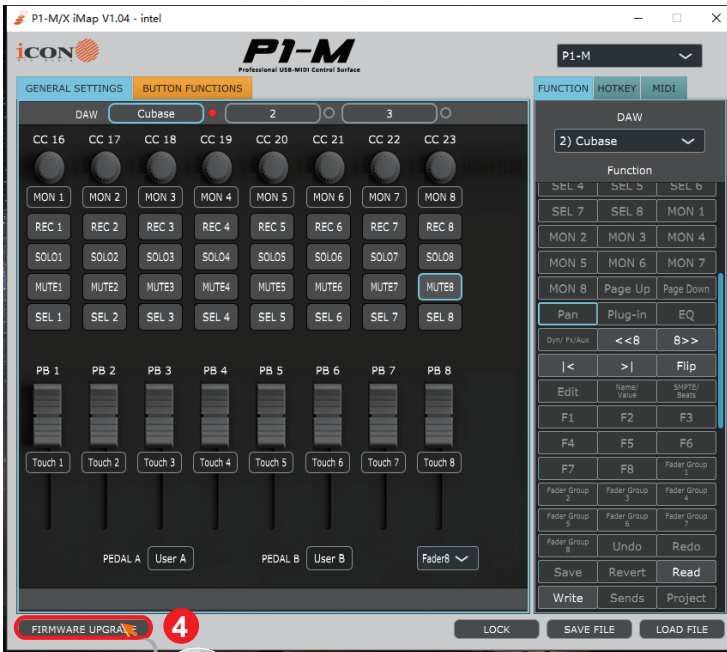 P1-M/X iMap V1.04 - intel
iCON
PRO AUDIO
P1-M
Professional USB-MIDI Control Surface
P1-M
GENERAL SETTINGS BUTTON FUNCTIONS
FUNCTION HOTKEY MIDI
DAW Cubase 2 3
DAW
2) Cubase
Function
CC 16 CC 17 CC 18 CC 19 CC 20 CC 21 CC 22 CC 23
MON 1 MON 2 MON 3 MON 4 MON 5 MON 6 MON 7 MON 8
REC 1 REC 2 REC 3 REC 4 REC 5 REC 6 REC 7 REC 8
SOLO1 SOLO2 SOLO3 SOLO4 SOLO5 SOLO6 SOLO7 SOLO8
MUTE1 MUTE2 MUTE3 MUTE4 MUTE5 MUTE6 MUTE7 MUTE8
SEL 1 SEL 2 SEL 3 SEL 4 SEL 5 SEL 6 SEL 7 SEL 8
PB 1 PB 2 PB 3 PB 4 PB 5 PB 6 PB 7 PB 8
Touch 1 Touch 2 Touch 3 Touch 4 Touch 5 Touch 6 Touch 7 Touch 8
PEDAL A User A PEDAL B User B Fader8
SEL 4 SEL 5 SEL 6
SEL 7 SEL 8 MON 1
MON 2 MON 3 MON 4
MON 5 MON 6 MON 7
MON 8 Page Up Page Down
Pan Plug-in EQ
Dyn/ Fx/Aux <<8 8>>
|< >| Flip
Edit Name/ Value SMPTE/ Beats
F1 F2 F3
F4 F5 F6
F7 F8 Fader Group 1
Fader Group 2 Fader Group 3 Fader Group 4
Fader Group 5 Fader Group 6 Fader Group 7
Fader Group 8 Undo Redo
Save Revert Read
Write Sends Project
FIRMWARE UPGRADE 4 LOCK SAVE FILE LOAD FILE